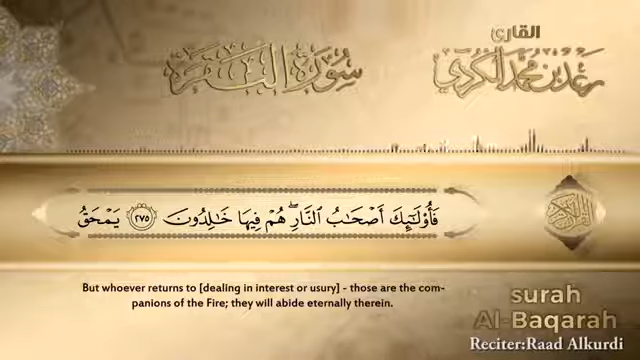 القارئ
سورة البقرة
رعد بن محمد الكردي
فَأُو۟لَـٰٓئِكَ أَصْحَـٰبُ ٱلنَّارِ ۖ هُمْ فِيهَا خَـٰلِدُونَ ٢٧٥ يَمْحَقُ
But whoever returns to [dealing in interest or usury] - those are the com-
panions of the Fire; they will abide eternally therein.
surah
Al-Baqarah
Reciter:Raad Alkurdi